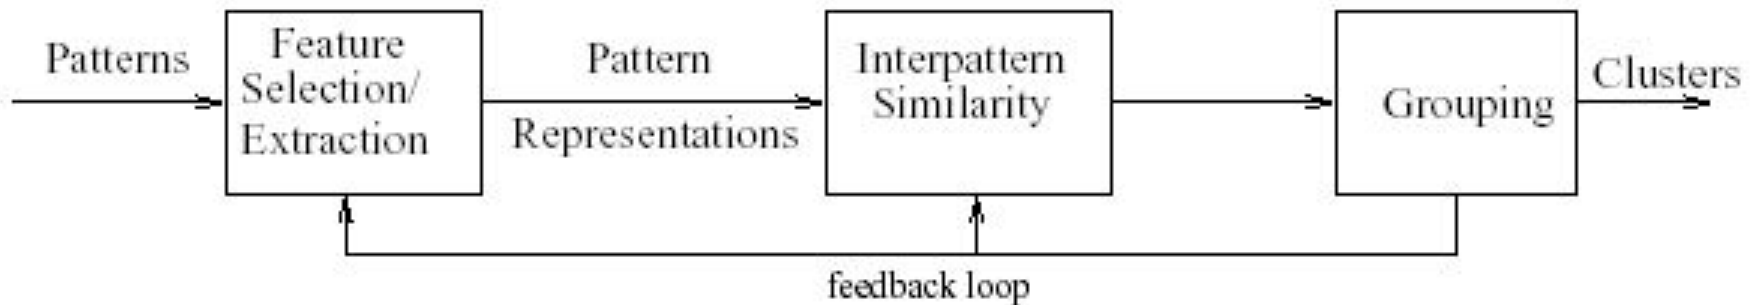 Patterns
Feature
Selection/
Extraction
Pattern
Representations
Interpattern
Similarity
Grouping
Clusters
feedback loop